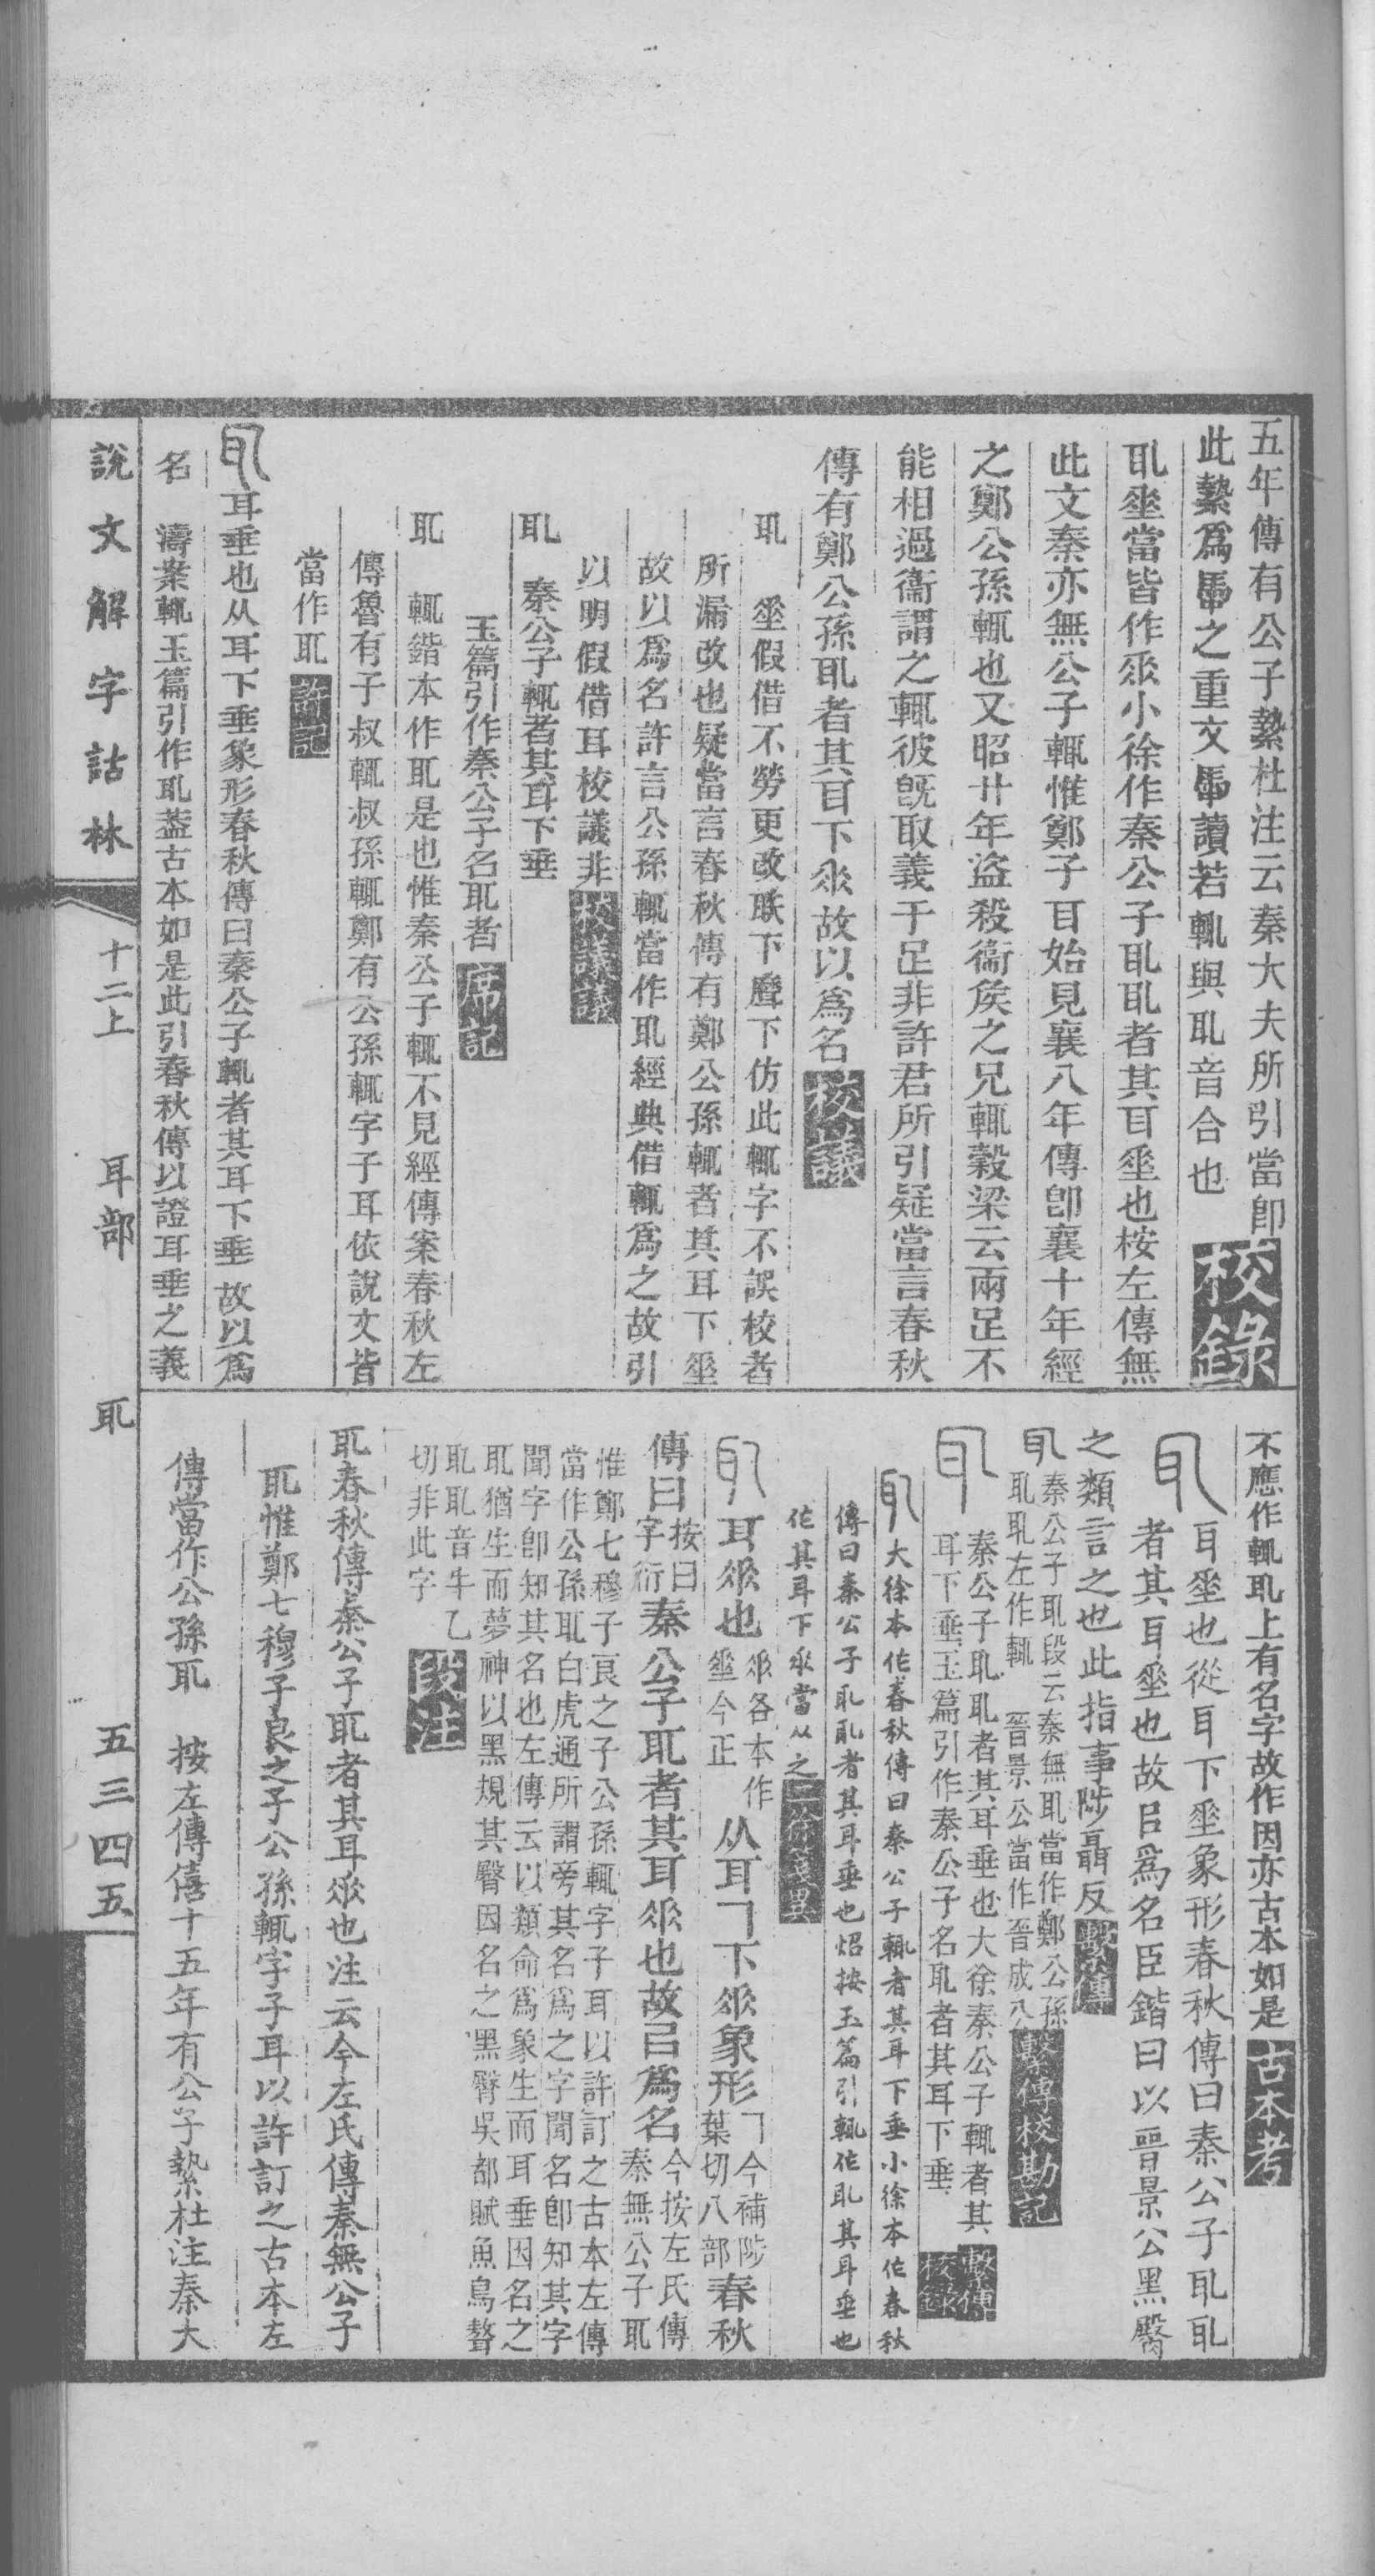 五年傳有公子縶杜注云秦大夫所引當卽
此縶爲馽之重文馽讀若輒與耴音合也 校錄
耴坙當皆作𠂹小徐作秦公子耴耴者其耳坙也桉左傳無
此文秦亦無公子輒惟鄭子耳始見襄八年傳卽襄十年經
之鄭公孫輒也又昭廿年盜殺衞矦之兄輒穀梁云兩足不
能相過衞謂之輒彼旣取義于足非許君所引疑當言春秋
傳有鄭公孫耴者其耳下𠂹故以爲名 校議
耴 坙假借不勞更改聅下䏊下仿此輒字不誤校者
所漏改也疑當言春秋傳有鄭公孫輒者其耳下坙
故以爲名許言公孫輒當作耴經典借輒爲之故引
以明假借耳校議非 校議議
耴 秦公子輒者其耳下垂
玉篇引作秦公子名耴者 席記
耴 輒鍇本作耴是也惟秦公子輒不見經傳案春秋左
傳魯有子叔輒叔孫輒鄭有公孫輒字子耳依說文皆
當作耴 許記
耴 耳垂也从耳下垂象形春秋傳曰秦公子輒者其耳下垂故以爲
名 濤案輒玉篇引作耴蓋古本如是此引春秋傳以證耳垂之義
不應作輒耴上有名字故作因亦古本如是 古本考
耴 耳坙也從耳下坙象形春秋傳曰秦公子耴耴
者其耳坙也故㠯爲名臣鍇曰以晉景公黑臀
之類言之也此指事陟聶反 繫傳
耴 秦公子耴段云秦無耴當作鄭公孫
耴耴左作輒 晉景公當作晉成公 繫傳校勘記
耴 秦公子耴耴者其耳垂也大徐秦公子輒者其
耳下垂玉篇引作秦公子名耴者其耳下垂 繫傳校錄
耴 大徐本作春秋傳曰秦公子輒者其耳下垂小徐本作春秋
傳曰秦公子耴耴者其耳垂也炤按玉篇引輒作耴其耳垂也
作其耳下𠂹當从之 二徐箋異
耴 耳𠂹也 𠂹各本作
坙今正 从耳㇕下𠂹象形 ㇕今補陟
葉切八部 春秋
傳曰 按曰
字衍 秦公子耴者其耳𠂹也故㠯爲名 今按左氏傳
秦無公子耴
惟鄭七穆子良之子公孫輒字子耳以許訂之古本左傳
當作公孫耴白虎通所謂旁其名爲之字聞名卽知其字
聞字卽知其名也左傳云以類命爲象生而耳垂因名之
耴猶生而夢神以黑規其臀因名之黑臀吳都賦魚鳥聱
耴耴音牛乙
切非此字 段注
耴春秋傳秦公子耴者其耳𠂹也注云今左氏傳秦無公子
耴惟鄭七穆子良之子公孫輒字子耳以許訂之古本左
傳當作公孫耴 按左傳僖十五年有公子縶杜注秦大
說文解字詁林 十二上 耳部 耴 五三四五